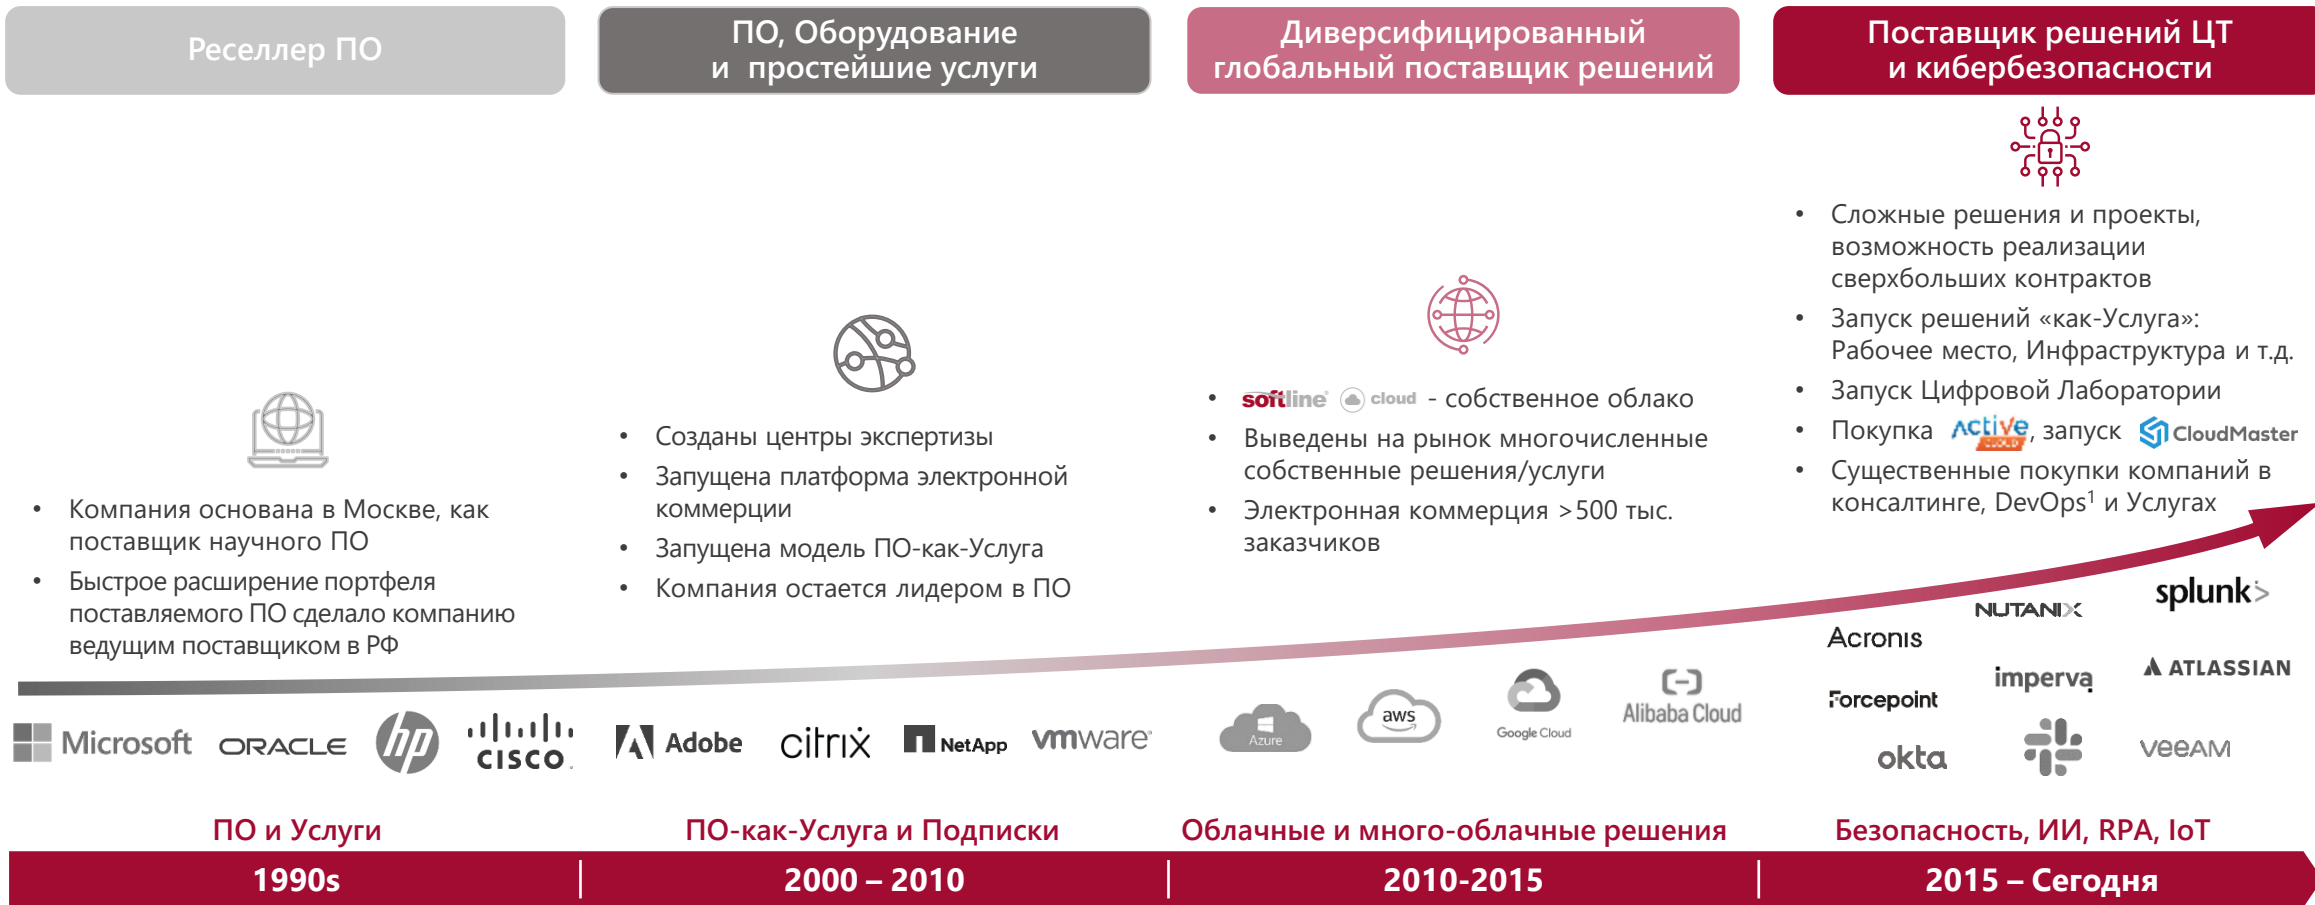 Реселлер ПО
ПО, Оборудование
и простейшие услуги
Диверсифицированный
глобальный поставщик решений
Поставщик решений ЦТ
и кибербезопасности
• Компания основана в Москве, как
поставщик научного ПО
• Быстрое расширение портфеля
поставляемого ПО сделало компанию
ведущим поставщиком в РФ
• Созданы центры экспертизы
• Запущена платформа электронной
коммерции
• Запущена модель ПО-как-Услуга
• Компания остается лидером в ПО
• softline cloud - собственное облако
• Выведены на рынок многочисленные
собственные решения/услуги
• Электронная коммерция >500 тыс.
заказчиков
• Сложные решения и проекты,
возможность реализации
сверхбольших контрактов
• Запуск решений «как-Услуга»:
Рабочее место, Инфраструктура и т.д.
• Запуск Цифровой Лаборатории
• Покупка Active CLOUD, запуск CloudMaster
• Существенные покупки компаний в
консалтинге, DevOps¹ и Услугах
Microsoft
ORACLE
hp
cisco
Adobe
citrix
NetApp
vmware
Azure
aws
Google Cloud
Alibaba Cloud
splunk>
NUTANIX
Acronis
imperva
ATLASSIAN
Forcepoint
okta
veeAM
ПО и Услуги
ПО-как-Услуга и Подписки
Облачные и много-облачные решения
Безопасность, ИИ, RPA, IoT
1990s
2000 – 2010
2010-2015
2015 – Сегодня